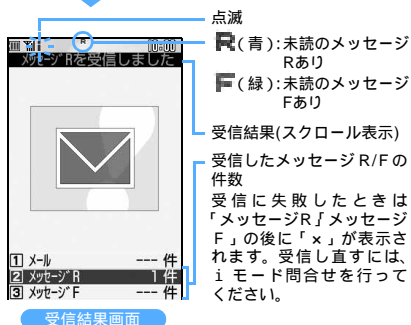 点滅
R(青):未読のメッセージ
Rあり
F(緑):未読のメッセージ
Fあり
受信結果(スクロール表示)
受信したメッセージR/Fの
件数
受信に失敗したときは
「メッセージR」「メッセージ
F」の後に「×」が表示さ
れます。受信し直すには、
iモード問合せを行って
ください。
R 10:00
メッセージRを受信しました
1 メール --- 件
2 メッセージR 1件
3 メッセージF --- 件
受信結果画面